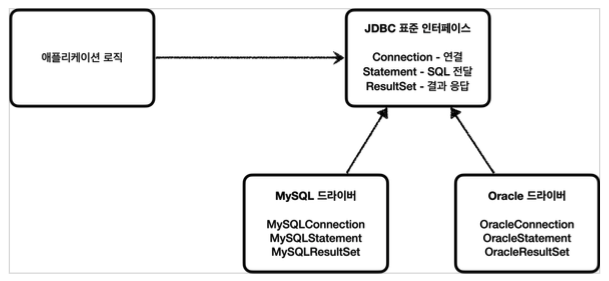 애플리케이션 로직
JDBC 표준 인터페이스
Connection - 연결
Statement - SQL 전달
ResultSet - 결과 응답
MySQL 드라이버
MySQLConnection
MySQLStatement
MySQLResultSet
Oracle 드라이버
OracleConnection
OracleStatement
OracleResultSet